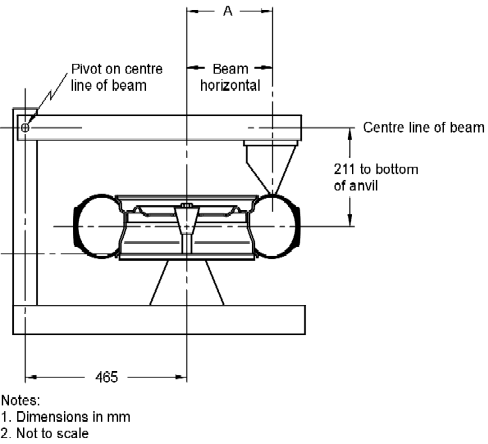 A
Pivot on centre
line of beam
Beam
horizontal
Centre line of beam
211 to bottom
of anvil
465
Notes:
1. Dimensions in mm
2. Not to scale